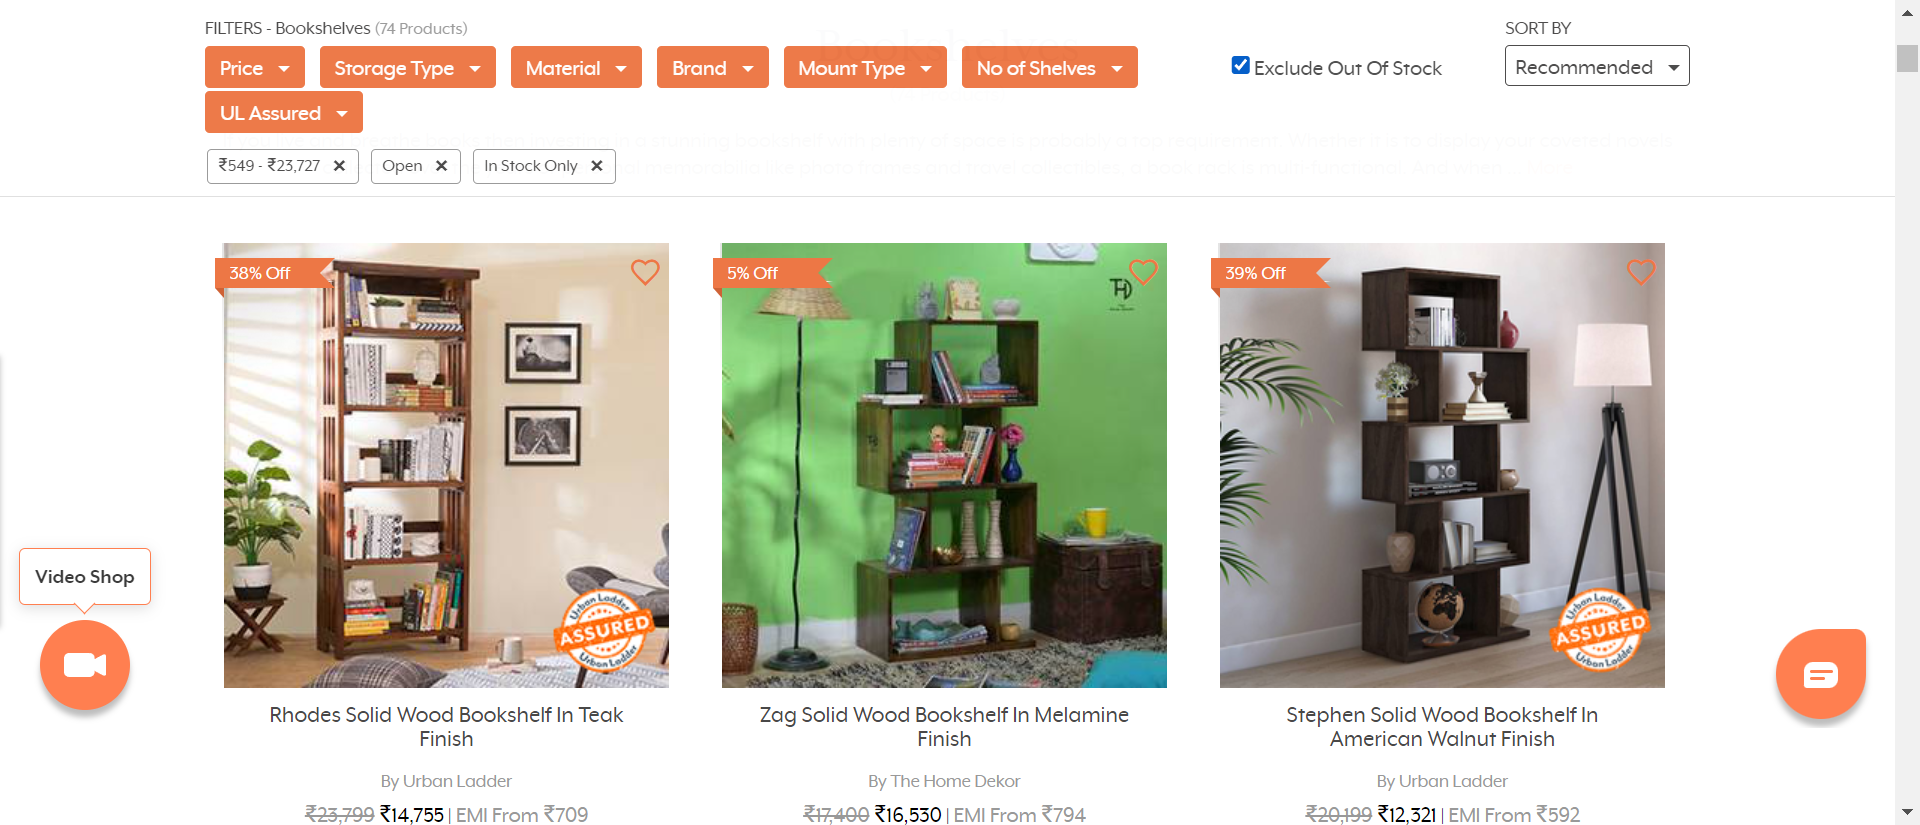 FILTERS - Bookshelves (74 Products)
SORT BY
Price
Storage Type
Material
Brand
Mount Type
No of Shelves
Exclude Out Of Stock
Recommended
UL Assured
₹549 - ₹23,727 ×
Open ×
In Stock Only ×
38% Off
5% Off
39% Off
THD
Urban Ladder
ASSURED
Urban Ladder
Urban Ladder
ASSURED
Urban Ladder
Video Shop
Rhodes Solid Wood Bookshelf In Teak
Finish
By Urban Ladder
₹23,799 ₹14,755 | EMI From ₹709
Zag Solid Wood Bookshelf In Melamine
Finish
By The Home Dekor
₹17,400 ₹16,530 | EMI From ₹794
Stephen Solid Wood Bookshelf In
American Walnut Finish
By Urban Ladder
₹20,199 ₹12,321 | EMI From ₹592